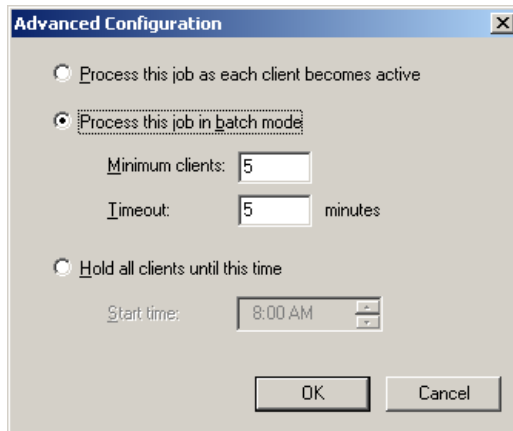 Advanced Configuration
Process this job as each client becomes active
Process this job in batch mode
Minimum clients: 5
Timeout: 5 minutes
Hold all clients until this time
Start time: 8:00 AM
OK Cancel